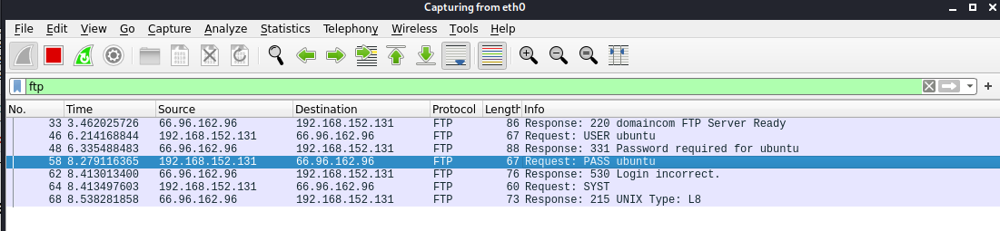 Capturing from eth0
File Edit View Go Capture Analyze Statistics Telephony Wireless Tools Help
ftp
No. Time Source Destination Protocol Length Info
33 3.462025726 66.96.162.96 192.168.152.131 FTP 86 Response: 220 domaincom FTP Server Ready
46 6.214168844 192.168.152.131 66.96.162.96 FTP 67 Request: USER ubuntu
48 6.335488483 66.96.162.96 192.168.152.131 FTP 88 Response: 331 Password required for ubuntu
58 8.279116365 192.168.152.131 66.96.162.96 FTP 67 Request: PASS ubuntu
62 8.413013400 66.96.162.96 192.168.152.131 FTP 76 Response: 530 Login incorrect.
64 8.413497603 192.168.152.131 66.96.162.96 FTP 60 Request: SYST
68 8.538281858 66.96.162.96 192.168.152.131 FTP 73 Response: 215 UNIX Type: L8